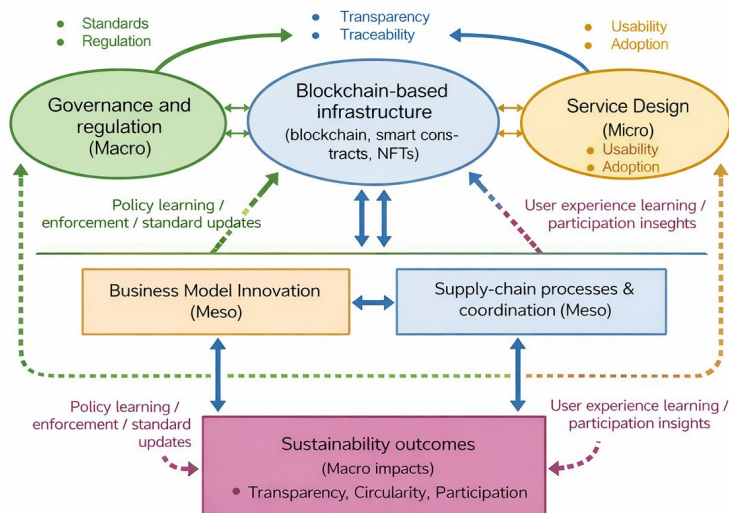 Standards
Regulation
Transparency
Traceability
Usability
Adoption
Governance and
regulation
(Macro)
Blockchain-based
infrastructure
(blockchain, smart cons-
tracts, NFTs)
Service Design
(Micro)
Usability
Adoption
Policy learning /
enforcement / standard updates
User experience learning /
participation inseghts
Business Model Innovation
(Meso)
Supply-chain processes &
coordination (Meso)
Policy learning /
enforcement / standard
updates
User experience learning /
participation insights
Sustainability outcomes
(Macro impacts)
Transparency, Circularity, Participation